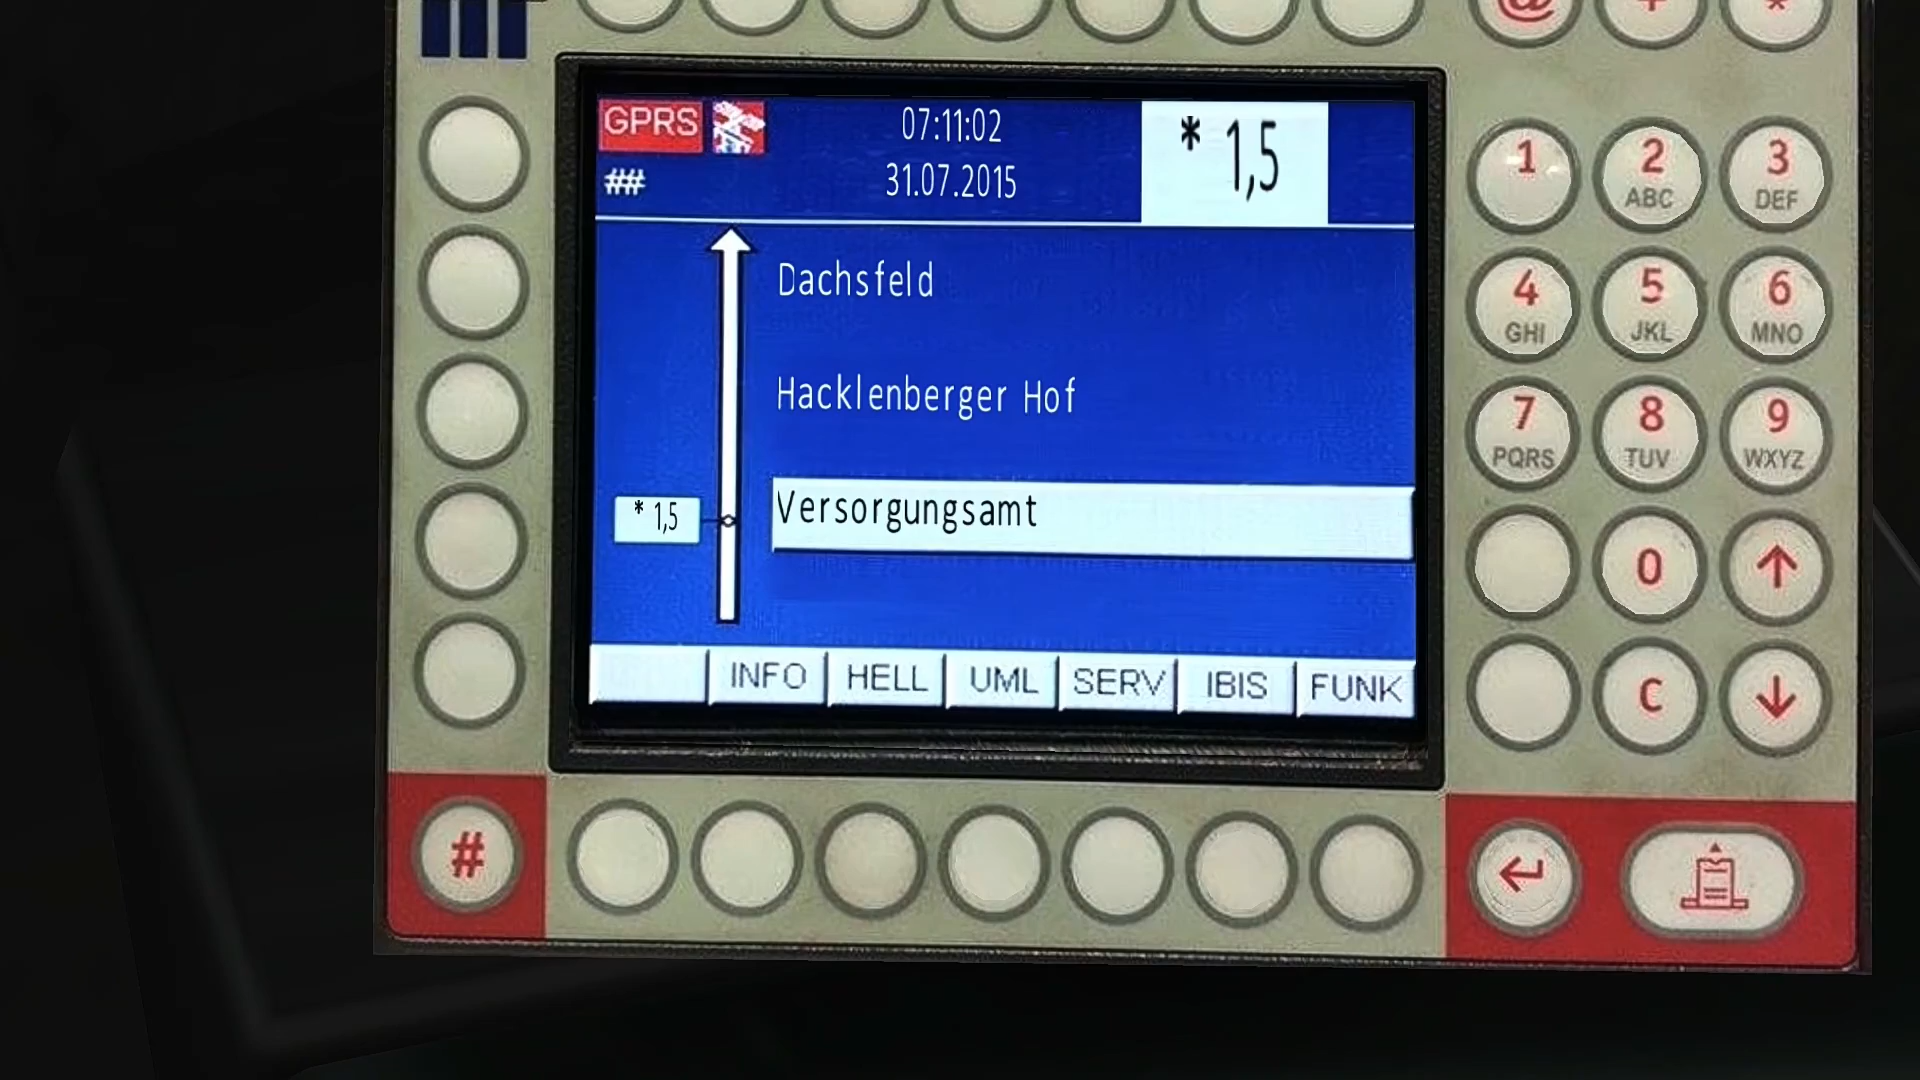 @ + *
GPRS
07:11:02
* 1,5
##
31.07.2015
Dachsfeld
Hacklenberger Hof
* 1,5
Versorgungsamt
INFO HELL UML SERV IBIS FUNK
1
2 ABC
3 DEF
4 GHI
5 JKL
6 MNO
7 PQRS
8 TUV
9 WXYZ
0 ↑
C ↓
# ↵